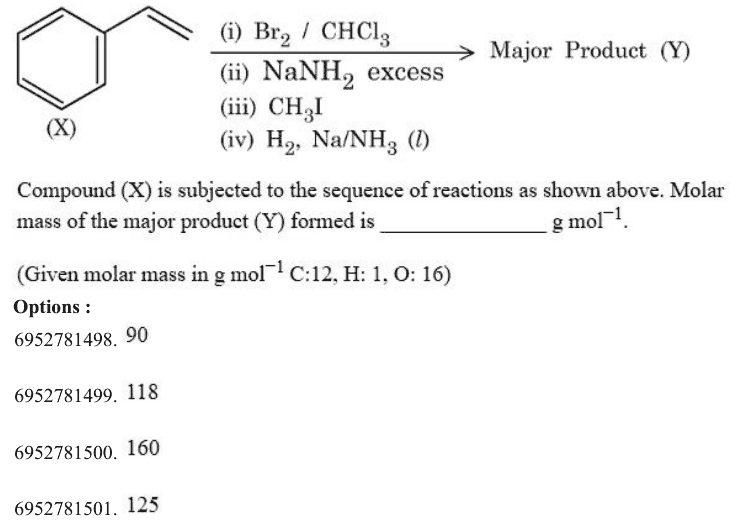 (i) Br₂ / CHCl₃
(ii) NaNH₂ excess
(iii) CH₃I
(iv) H₂, Na/NH₃ (l)
Major Product (Y)
(X)
Compound (X) is subjected to the sequence of reactions as shown above. Molar
mass of the major product (Y) formed is ______________ g mol⁻¹.
(Given molar mass in g mol⁻¹ C:12, H: 1, O: 16)
Options :
6952781498. 90
6952781499. 118
6952781500. 160
6952781501. 125